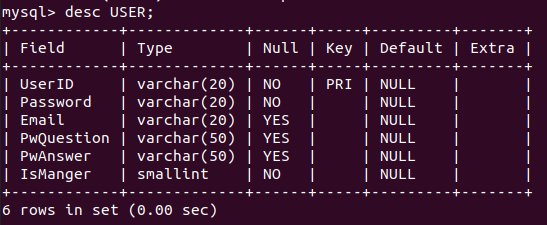 mysql> desc USER;
+------------+-------------+------+-----+---------+-------+
| Field      | Type        | Null | Key | Default | Extra |
+------------+-------------+------+-----+---------+-------+
| UserID     | varchar(20) | NO   | PRI | NULL    |       |
| Password   | varchar(20) | NO   |     | NULL    |       |
| Email      | varchar(20) | YES  |     | NULL    |       |
| PwQuestion | varchar(50) | YES  |     | NULL    |       |
| PwAnswer   | varchar(50) | YES  |     | NULL    |       |
| IsManger   | smallint    | NO   |     | NULL    |       |
+------------+-------------+------+-----+---------+-------+
6 rows in set (0.00 sec)